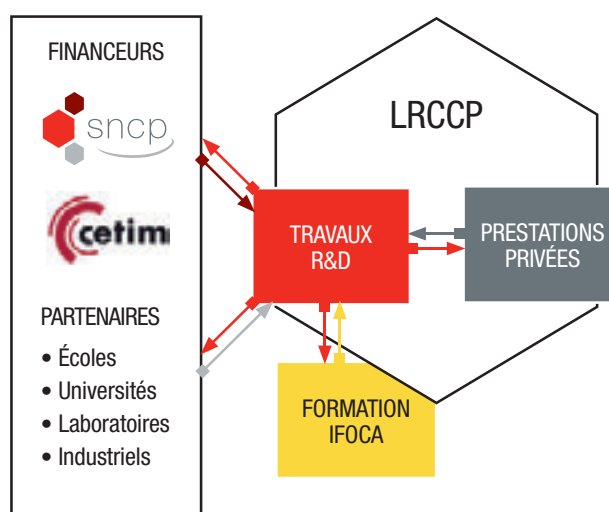 FINANCEURS
sncp
cetim
PARTENAIRES
• Écoles
• Universités
• Laboratoires
• Industriels
LRCCP
TRAVAUX
R&D
PRESTATIONS
PRIVÉES
FORMATION
IFOCA